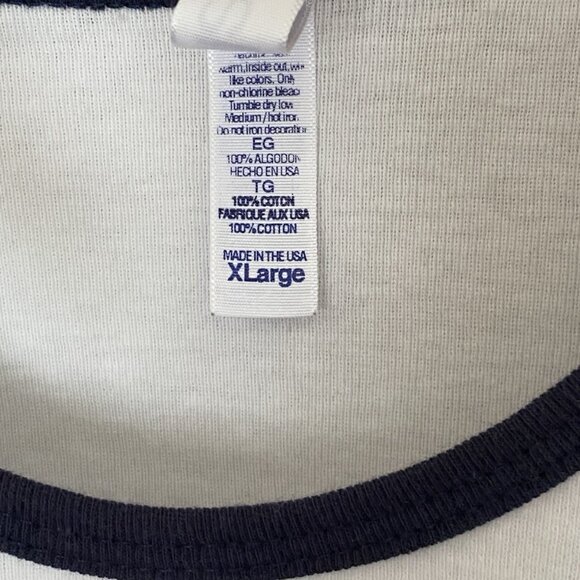 warm, inside out, with
like colors. Only
non-chlorine bleach
Tumble dry low
Medium/hot iron
Do not iron decoration
EG
100% ALGODON
HECHO EN USA
TG
100% COTON
FABRIQUE AUX USA
100% COTTON
MADE IN THE USA
XLarge